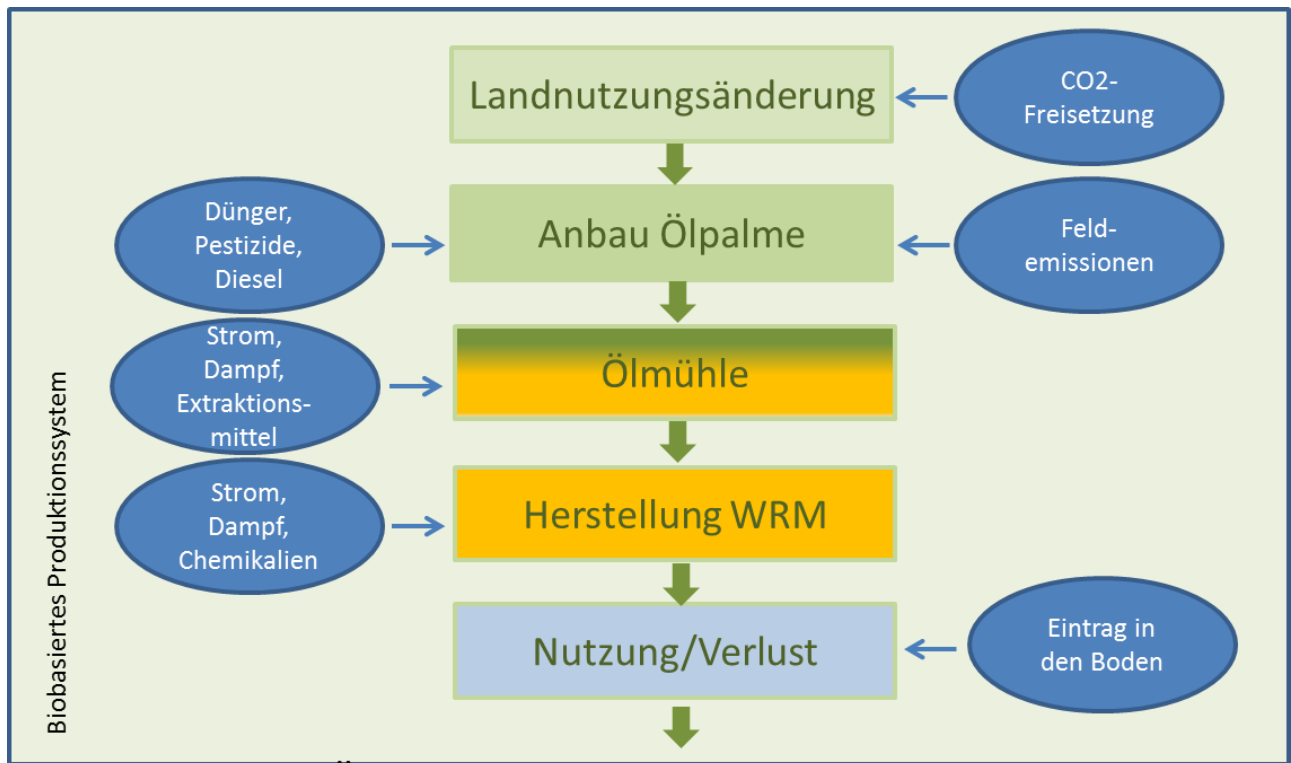 Landnutzungsänderung
CO2-
Freisetzung
Dünger,
Pestizide,
Diesel
Anbau Ölpalme
Feld-
emissionen
Strom,
Dampf,
Extraktions-
mittel
Ölmühle
Strom,
Dampf,
Chemikalien
Herstellung WRM
Nutzung/Verlust
Eintrag in
den Boden
Biobasiertes Produktionssystem